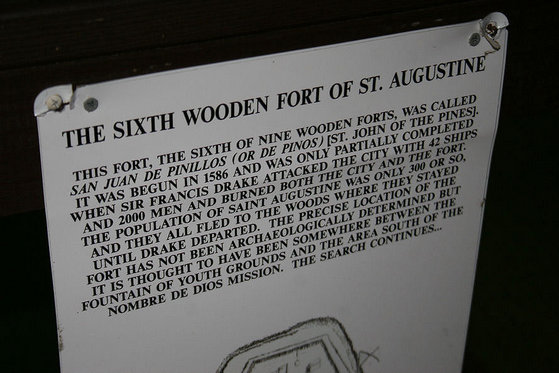 THE SIXTH WOODEN FORT OF ST. AUGUSTINE
THIS FORT, THE SIXTH OF NINE WOODEN FORTS, WAS CALLED
SAN JUAN DE PINILLOS (OR DE PINOS) [ST. JOHN OF THE PINES].
IT WAS BEGUN IN 1586 AND WAS ONLY PARTIALLY COMPLETED
WHEN SIR FRANCIS DRAKE ATTACKED THE CITY WITH 42 SHIPS
AND 2000 MEN AND BURNED BOTH THE CITY AND THE FORT.
THE POPULATION OF SAINT AUGUSTINE WAS ONLY 300 OR SO,
AND THEY ALL FLED TO THE WOODS WHERE THEY STAYED
UNTIL DRAKE DEPARTED. THE PRECISE LOCATION OF THE
FORT HAS NOT BEEN ARCHAEOLOGICALLY DETERMINED BUT
IT IS THOUGHT TO HAVE BEEN SOMEWHERE BETWEEN THE
FOUNTAIN OF YOUTH GROUNDS AND THE AREA SOUTH OF THE
NOMBRE DE DIOS MISSION. THE SEARCH CONTINUES...